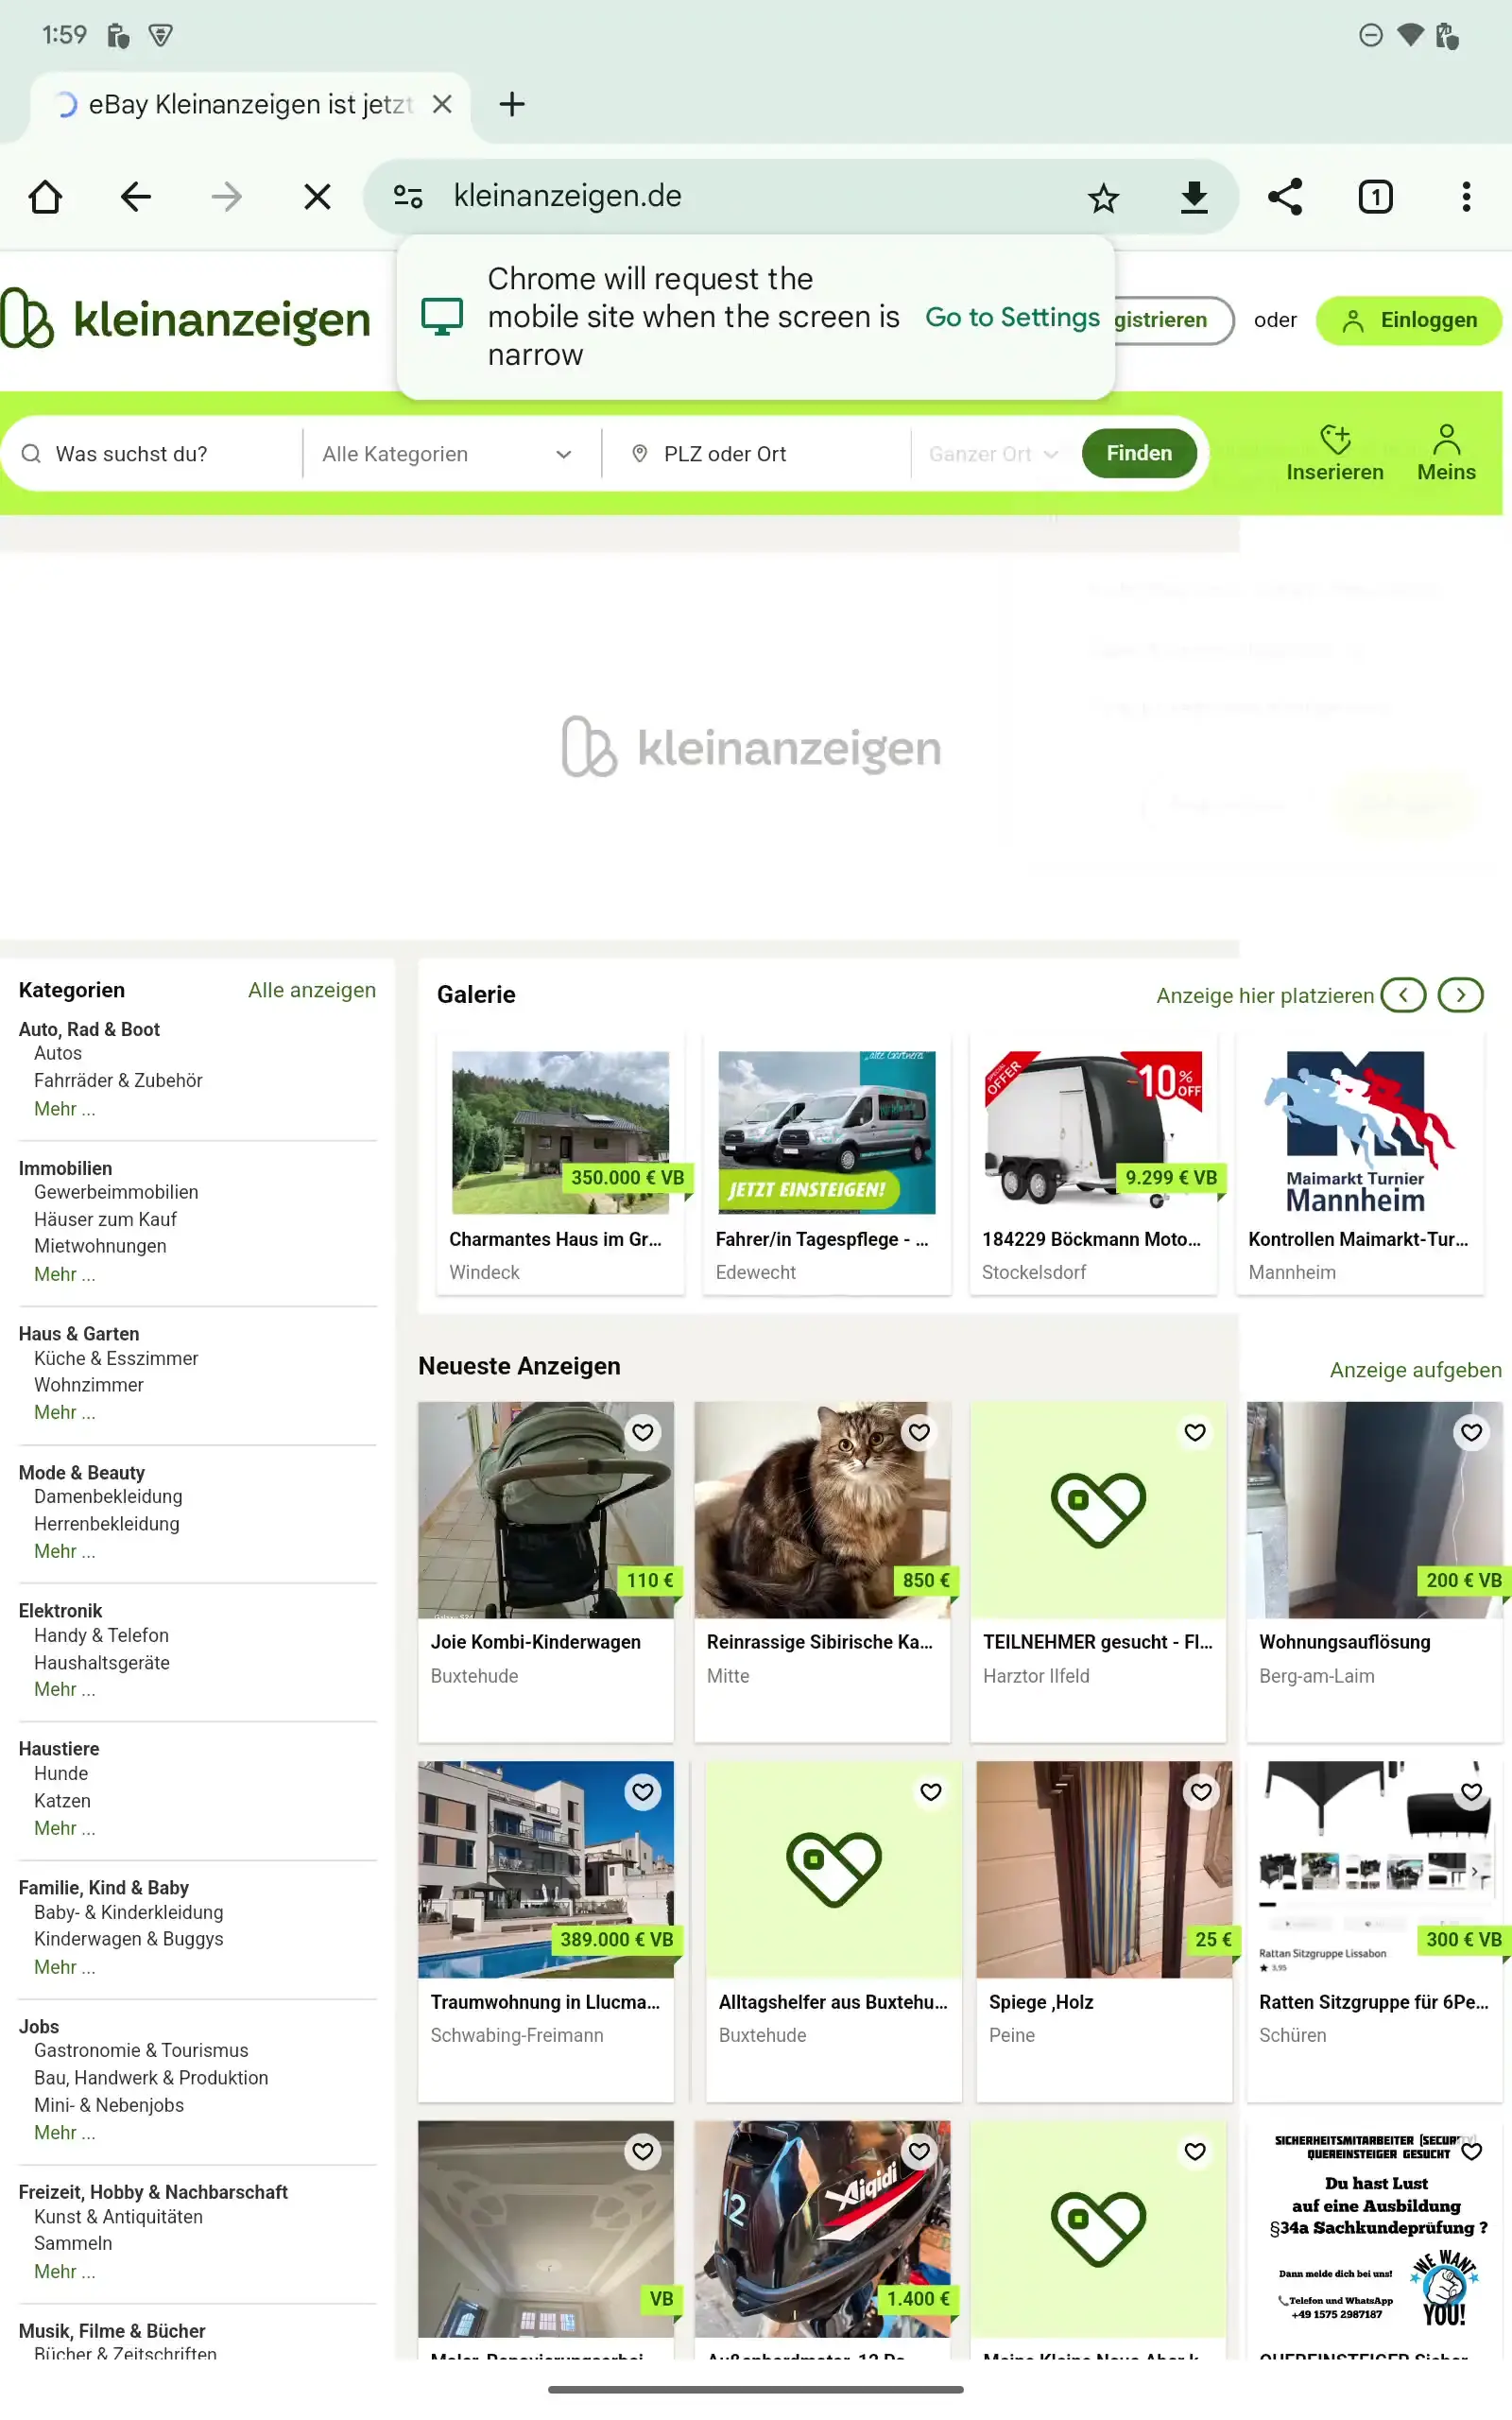 1:59
eBay Kleinanzeigen ist jetzt
kleinanzeigen.de
1
Chrome will request the
mobile site when the screen is
narrow
Go to Settings
kleinanzeigen
gistrieren
oder
Einloggen
Was suchst du?
Alle Kategorien
PLZ oder Ort
Ganzer Ort
Finden
Inserieren
Meins
kleinanzeigen
Kategorien
Alle anzeigen
Auto, Rad & Boot
Autos
Fahrräder & Zubehör
Mehr ...
Immobilien
Gewerbeimmobilien
Häuser zum Kauf
Mietwohnungen
Mehr ...
Haus & Garten
Küche & Esszimmer
Wohnzimmer
Mehr ...
Mode & Beauty
Damenbekleidung
Herrenbekleidung
Mehr ...
Elektronik
Handy & Telefon
Haushaltsgeräte
Mehr ...
Haustiere
Hunde
Katzen
Mehr ...
Familie, Kind & Baby
Baby- & Kinderkleidung
Kinderwagen & Buggys
Mehr ...
Jobs
Gastronomie & Tourismus
Bau, Handwerk & Produktion
Mini- & Nebenjobs
Mehr ...
Freizeit, Hobby & Nachbarschaft
Kunst & Antiquitäten
Sammeln
Mehr ...
Musik, Filme & Bücher
Bücher & Zeitschriften
Galerie
Anzeige hier platzieren
350.000 € VB
Charmantes Haus im Gr...
Windeck
JETZT EINSTEIGEN!
Fahrer/in Tagespflege - ...
Edewecht
SPECIAL
OFFER
10%
OFF
9.299 € VB
184229 Böckmann Moto...
Stockelsdorf
Maimarkt Turnier
Mannheim
Kontrollen Maimarkt-Tur...
Mannheim
Neueste Anzeigen
Anzeige aufgeben
110 €
Joie Kombi-Kinderwagen
Buxtehude
850 €
Reinrassige Sibirische Ka...
Mitte
TEILNEHMER gesucht - Fl...
Harztor Ilfeld
200 € VB
Wohnungsauflösung
Berg-am-Laim
389.000 € VB
Traumwohnung in Llucma...
Schwabing-Freimann
Alltagshelfer aus Buxtehu...
Buxtehude
25 €
Spiege ,Holz
Peine
Rattan Sitzgruppe Lissabon
3,95
300 € VB
Ratten Sitzgruppe für 6Pe...
Schüren
VB
12
Aigidi
1.400 €
SICHERHEITSMITARBEITER (SECURITY)
QUEREINSTEIGER GESUCHT
Du hast Lust
auf eine Ausbildung
§34a Sachkundeprüfung ?
Dann melde dich bei uns!
Telefon und WhatsApp
+49 1575 2987187
WE WANT
YOU!